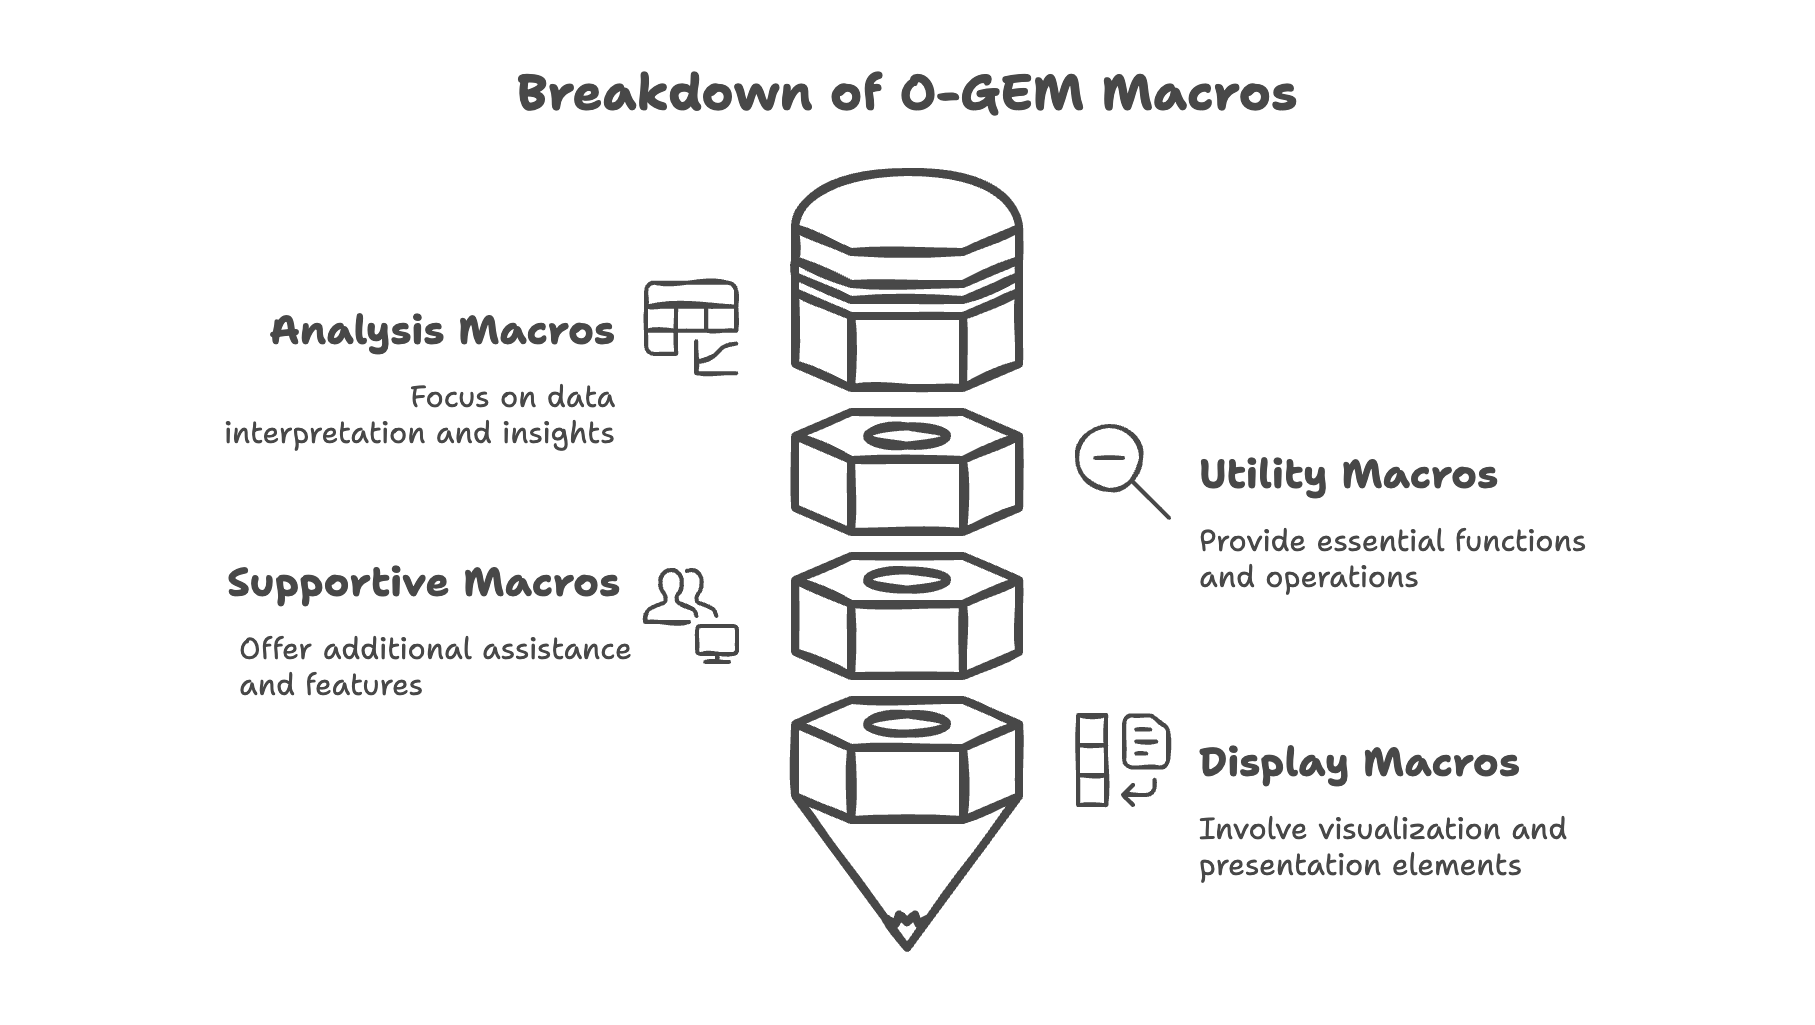 Breakdown of O-GEM Macros
Analysis Macros
Focus on data
interpretation and insights
Utility Macros
Provide essential functions
and operations
Supportive Macros
Offer additional assistance
and features
Display Macros
Involve visualization and
presentation elements